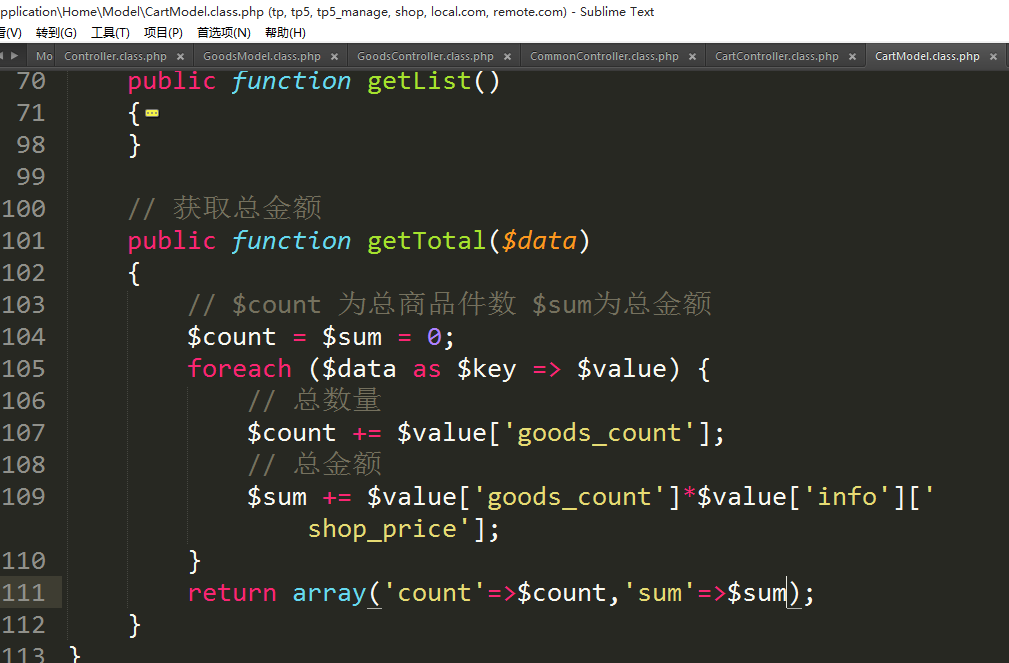 pplication\Home\Model\CartModel.class.php (tp, tp5, tp5_manage, shop, local.com, remote.com) - Sublime Text
看(V) 转到(G) 工具(T) 项目(P) 首选项(N) 帮助(H)
Mo Controller.class.php × GoodsModel.class.php × GoodsController.class.php × CommonController.class.php × CartController.class.php × CartModel.class.php ×
70 public function getList()
71 {
98 }
99
100 // 获取总金额
101 public function getTotal($data)
102 {
103 // $count 为总商品件数 $sum为总金额
104 $count = $sum = 0;
105 foreach ($data as $key => $value) {
106 // 总数量
107 $count += $value['goods_count'];
108 // 总金额
109 $sum += $value['goods_count']*$value['info']['
shop_price'];
110 }
111 return array('count'=>$count,'sum'=>$sum);
112 }
113 }